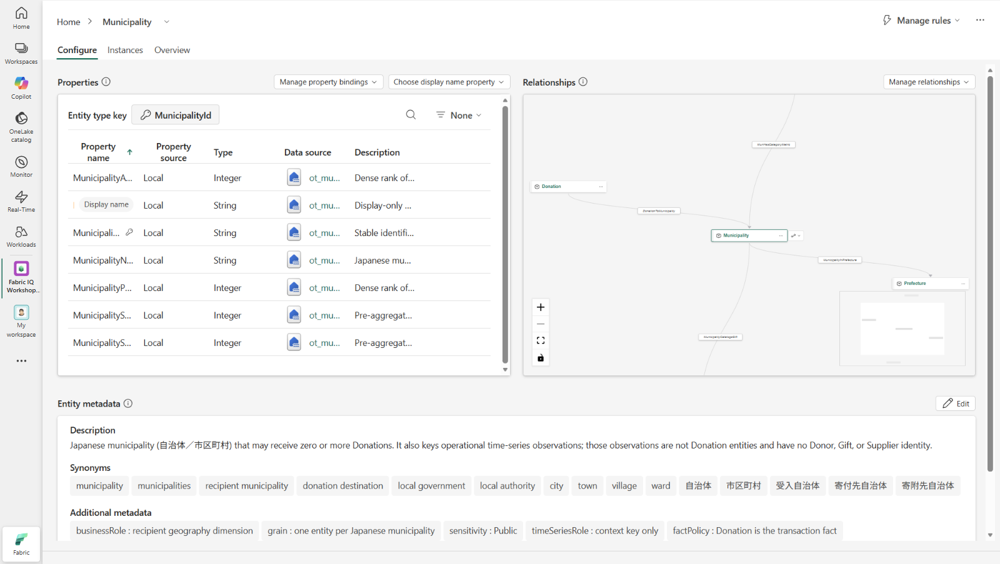 Home
Workspaces
Copilot
OneLake
catalog
Monitor
Real-Time
Workloads
Fabric IQ
Workshop...
My
workspace
Fabric
Home
Municipality
Manage rules
Configure
Instances
Overview
Properties
Manage property bindings
Choose display name property
Entity type key
MunicipalityId
None
Property name
Property source
Type
Data source
Description
MunicipalityA... Local Integer ot_mu... Dense rank of...
Display name Local String ot_mu... Display-only ...
Municipali... Local String ot_mu... Stable identifi...
MunicipalityN... Local String ot_mu... Japanese mu...
MunicipalityP... Local Integer ot_mu... Dense rank of...
MunicipalityS... Local Integer ot_mu... Pre-aggregat...
MunicipalityS... Local Integer ot_mu... Pre-aggregat...
Relationships
Manage relationships
Donation
DonationToMunicipality
Municipality
MunicipalityInPrefecture
Prefecture
Entity metadata
Edit
Description
Japanese municipality (自治体／市区町村) that may receive zero or more Donations. It also keys operational time-series observations; those observations are not Donation entities and have no Donor, Gift, or Supplier identity.
Synonyms
municipality municipalities recipient municipality donation destination local government local authority city town village ward 自治体 市区町村 受入自治体 寄付先自治体 寄附先自治体
Additional metadata
businessRole : recipient geography dimension grain : one entity per Japanese municipality sensitivity : Public timeSeriesRole : context key only factPolicy : Donation is the transaction fact